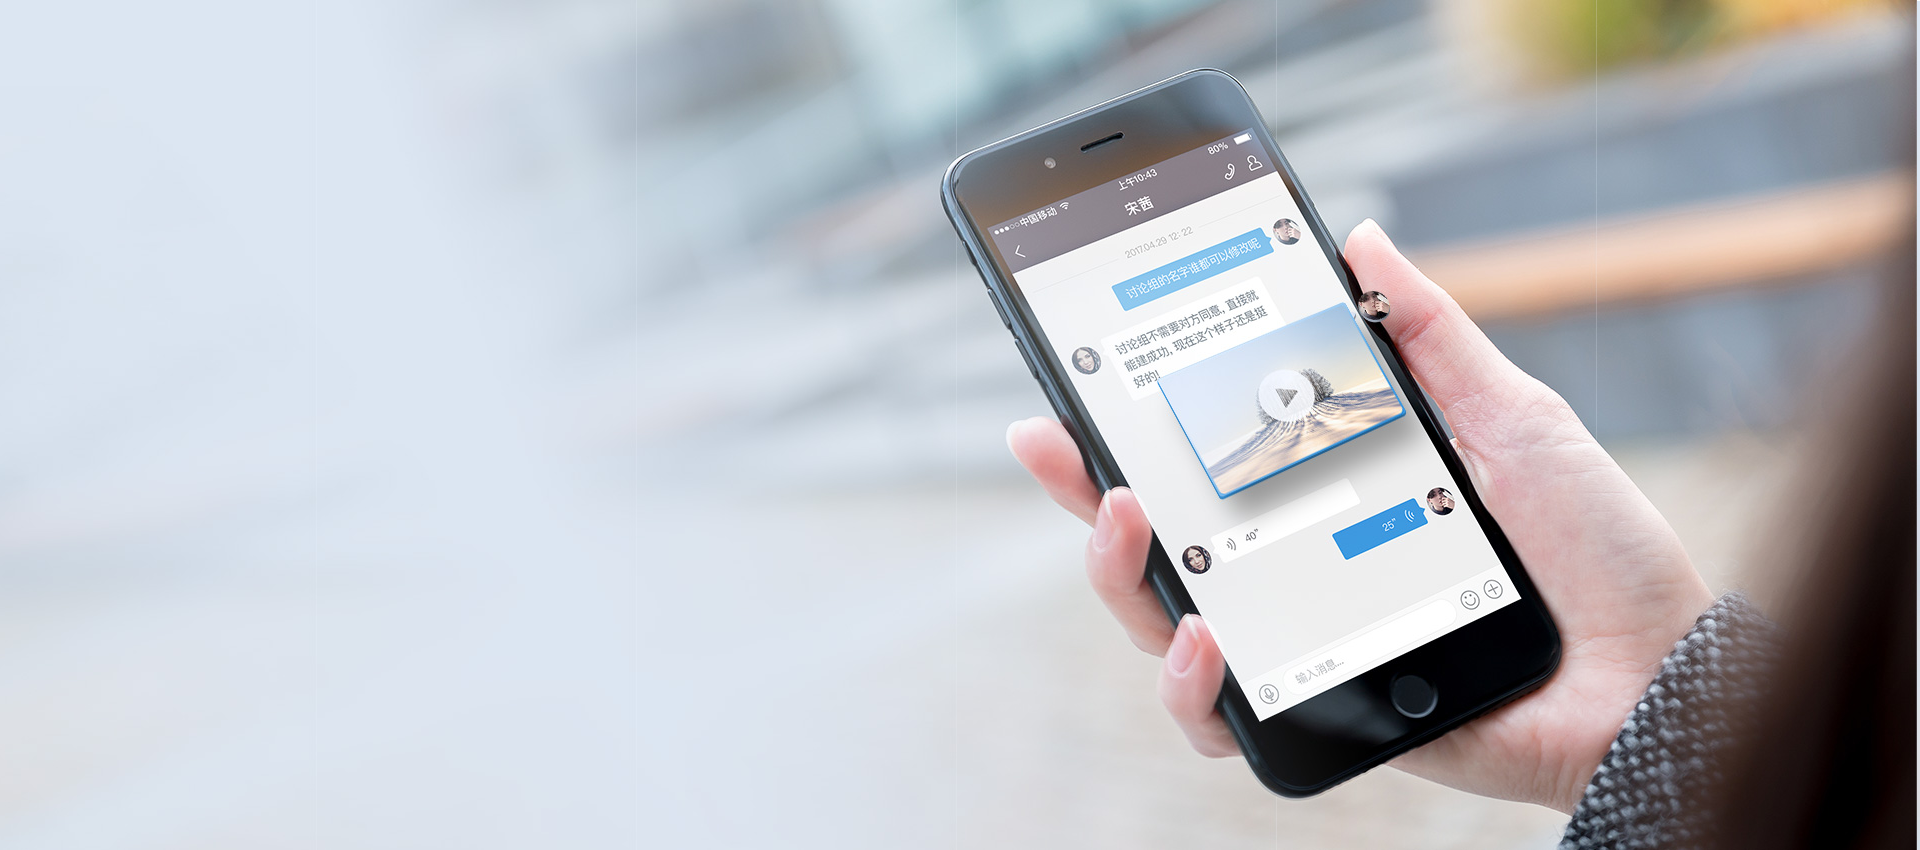 中国移动
上午10:43
80%
宋茜
2017.04.29 12:22
讨论组的名字谁都可以修改呢
讨论组不需要对方同意，直接就
能建成功，现在这个样子还是挺
好的!
40"
25"
输入消息...